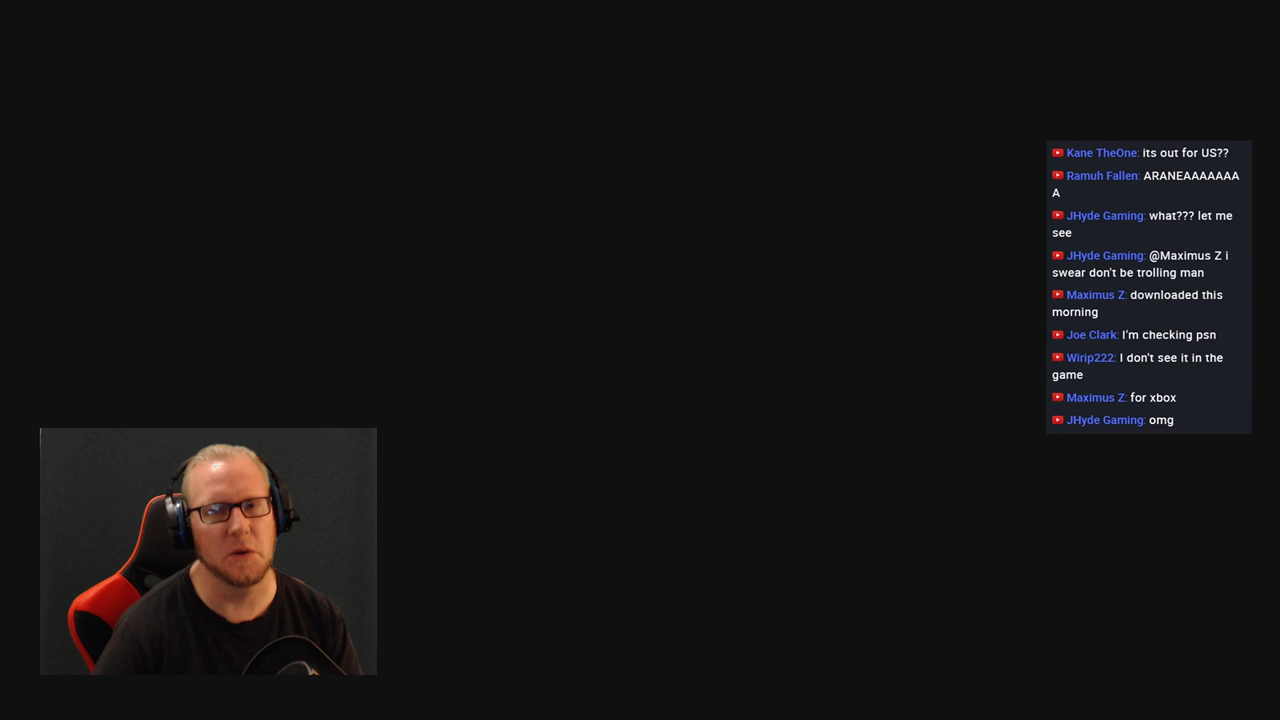 Kane TheOne: its out for US??
Ramuh Fallen: ARANEAAAAAAA
A
JHyde Gaming: what??? let me
see
JHyde Gaming: @Maximus Z i
swear don't be trolling man
Maximus Z: downloaded this
morning
Joe Clark: I'm checking psn
Wirip222: I don't see it in the
game
Maximus Z: for xbox
JHyde Gaming: omg